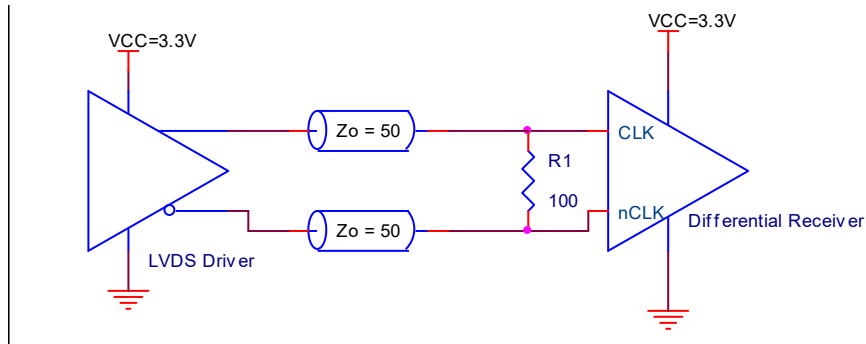 VCC=3.3V
VCC=3.3V
Zo = 50
CLK
R1
100
nCLK
Zo = 50
Differential Receiver
LVDS Driver